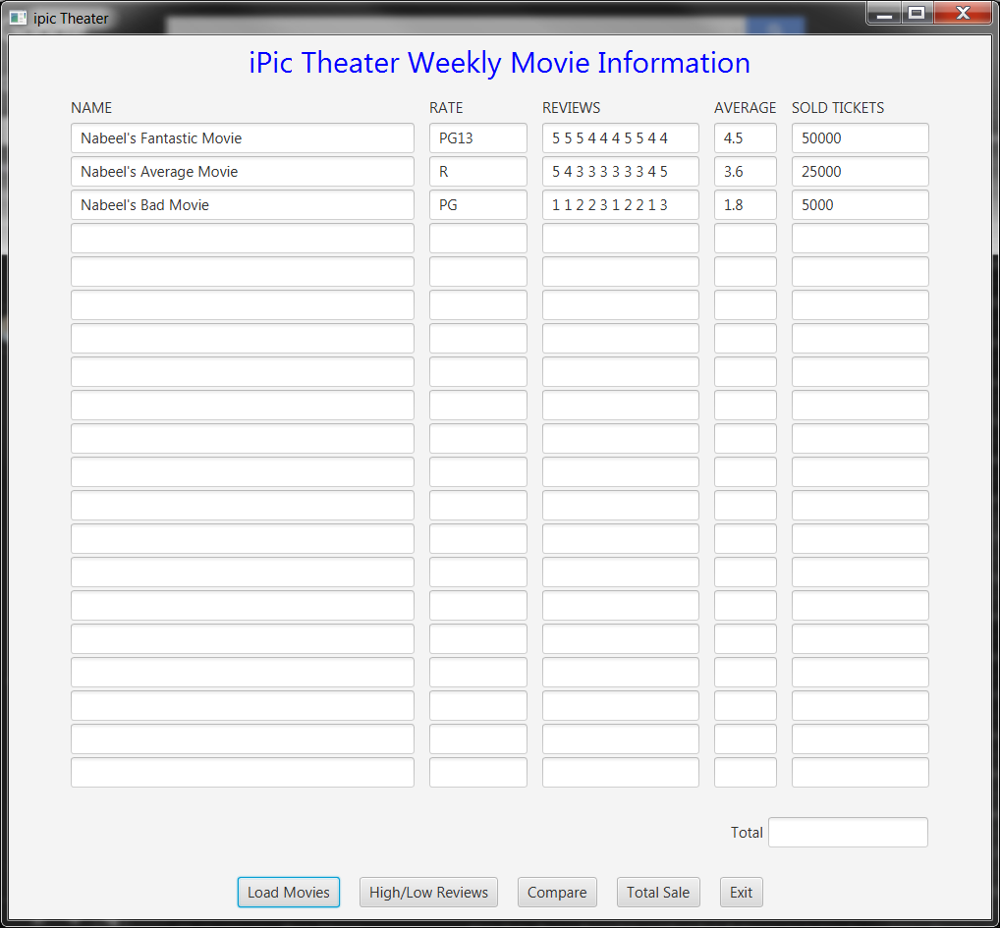 ipic Theater
iPic Theater Weekly Movie Information
NAME RATE REVIEWS AVERAGE SOLD TICKETS
Nabeel's Fantastic Movie PG13 5 5 5 4 4 4 5 5 4 4 4.5 50000
Nabeel's Average Movie R 5 4 3 3 3 3 3 3 4 5 3.6 25000
Nabeel's Bad Movie PG 1 1 2 2 3 1 2 2 1 3 1.8 5000
Total
Load Movies High/Low Reviews Compare Total Sale Exit